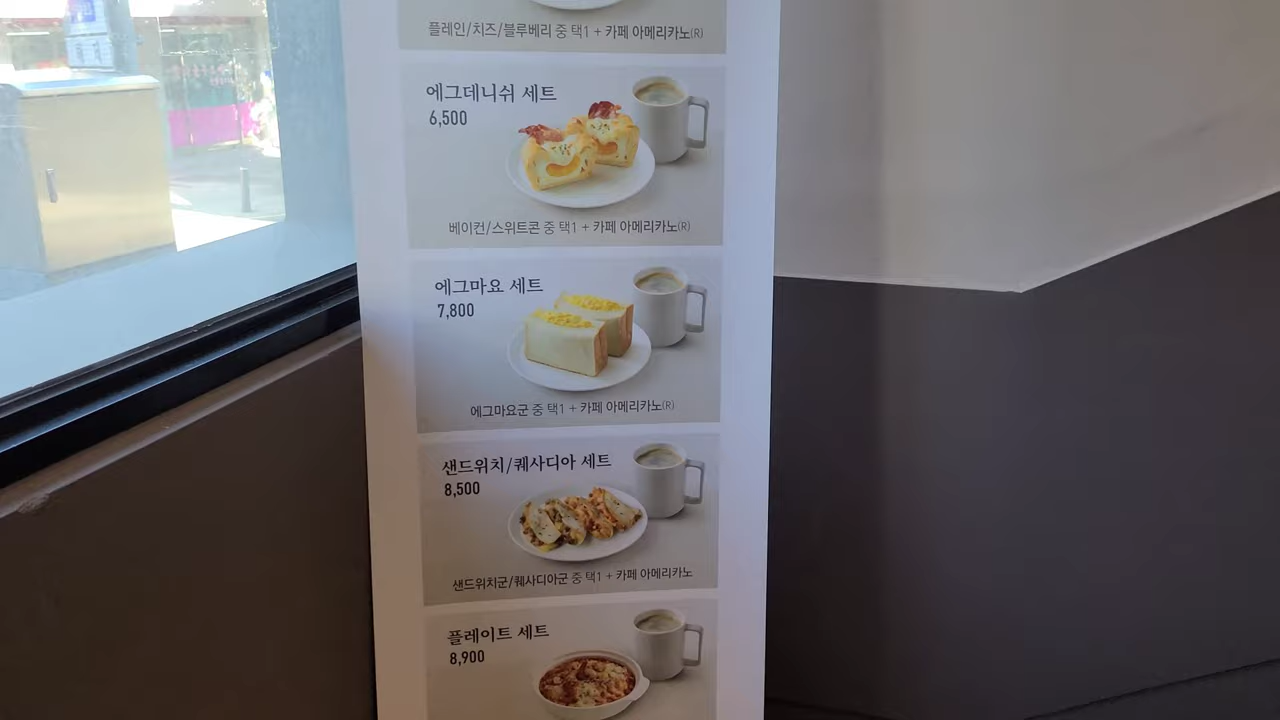 플레인/치즈/블루베리 중 택1 + 카페 아메리카노(R)
에그데니쉬 세트
6,500
베이컨/스위트콘 중 택1 + 카페 아메리카노(R)
에그마요 세트
7,800
에그마요군 중 택1 + 카페 아메리카노(R)
샌드위치/퀘사디아 세트
8,500
샌드위치군/퀘사디아군 중 택1 + 카페 아메리카노
플레이트 세트
8,900